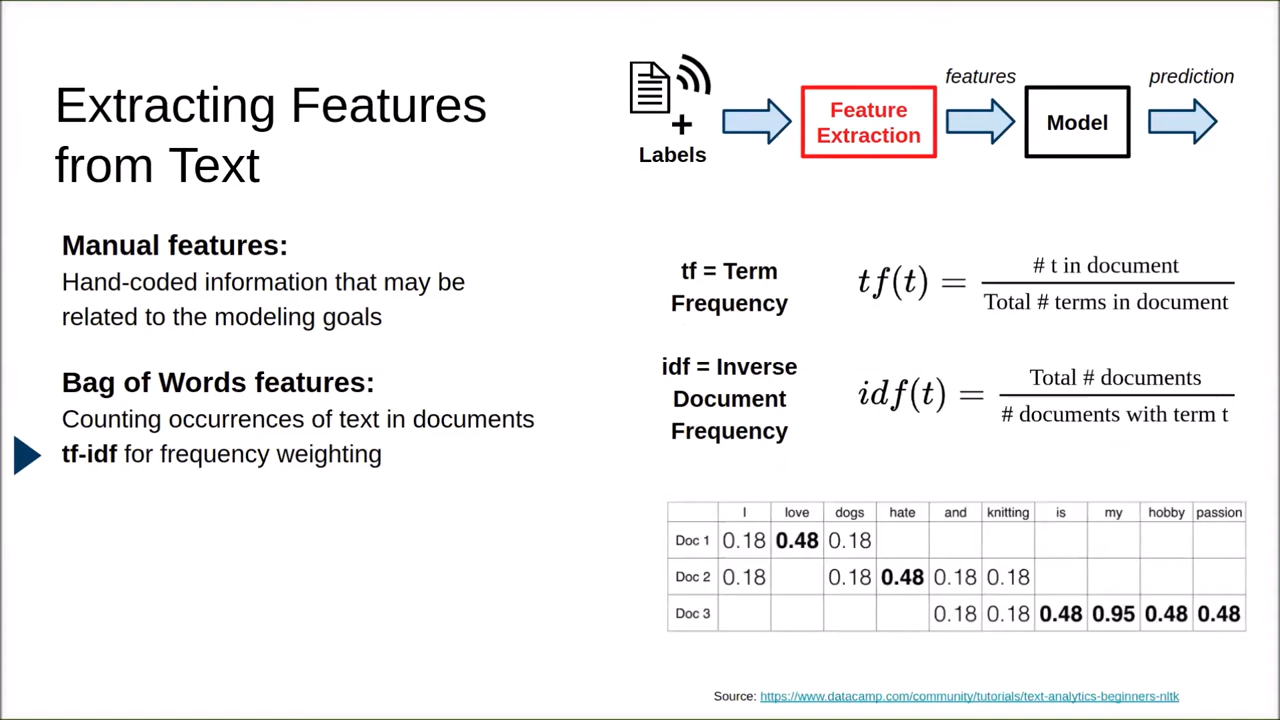 Extracting Features
from Text
Manual features:
Hand-coded information that may be
related to the modeling goals
Bag of Words features:
Counting occurrences of text in documents
tf-idf for frequency weighting
+
Labels
Feature
Extraction
features
Model
prediction
tf = Term
Frequency
tf(t) = # t in document / Total # terms in document
idf = Inverse
Document
Frequency
idf(t) = Total # documents / # documents with term t
I love dogs hate and knitting is my hobby passion
Doc 1 0.18 0.48 0.18
Doc 2 0.18 0.18 0.48 0.18 0.18
Doc 3 0.18 0.18 0.48 0.95 0.48 0.48
Source: https://www.datacamp.com/community/tutorials/text-analytics-beginners-nltk